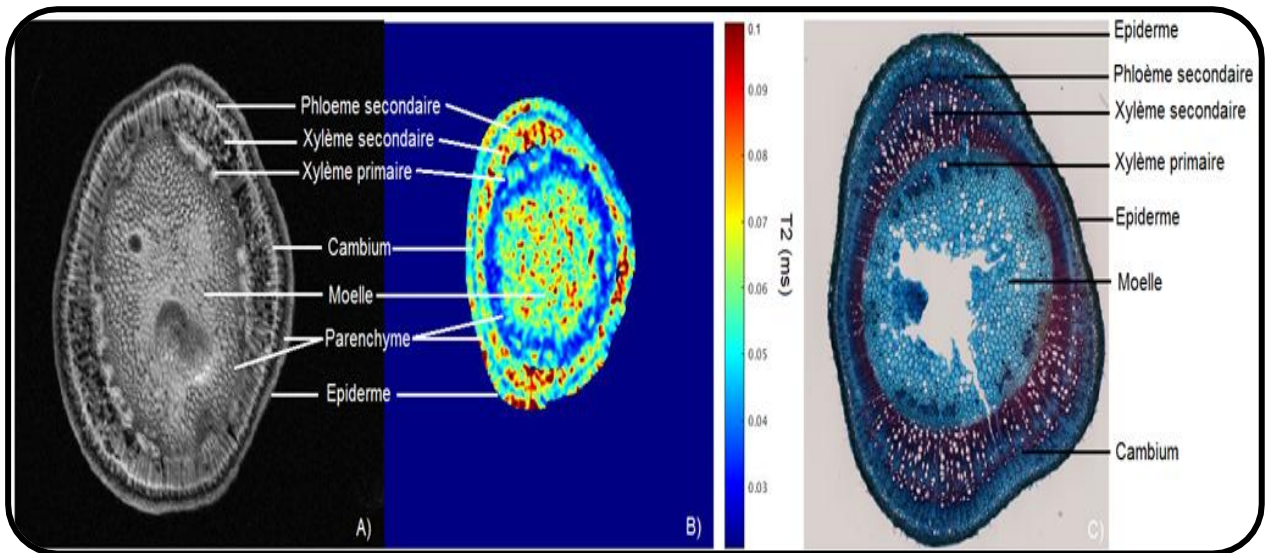 Phloeme secondaire
Xylème secondaire
Xylème primaire
Cambium
Moelle
Parenchyme
Epiderme
A)
B)
0.1
0.09
0.08
0.07
0.06
0.05
0.04
0.03
T2 (ms)
Epiderme
Phloème secondaire
Xylème secondaire
Xylème primaire
Epiderme
Moelle
Cambium
C)